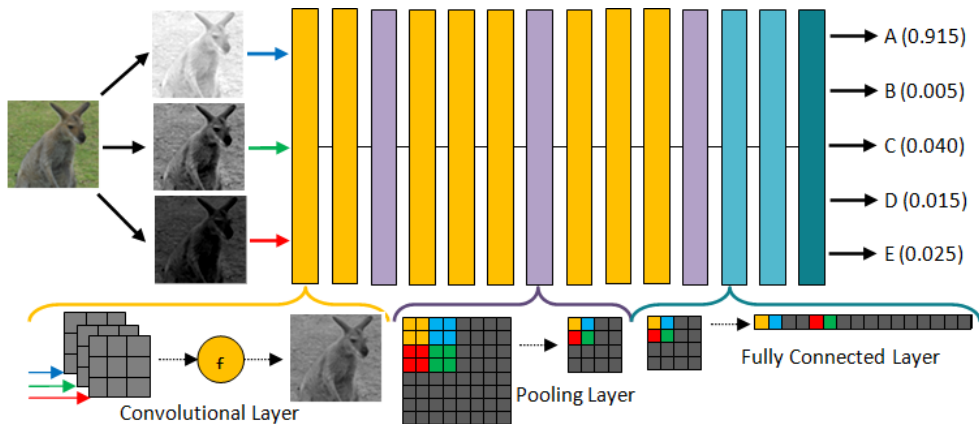 A (0.915)
B (0.005)
C (0.040)
D (0.015)
E (0.025)
f
Convolutional Layer
Pooling Layer
Fully Connected Layer